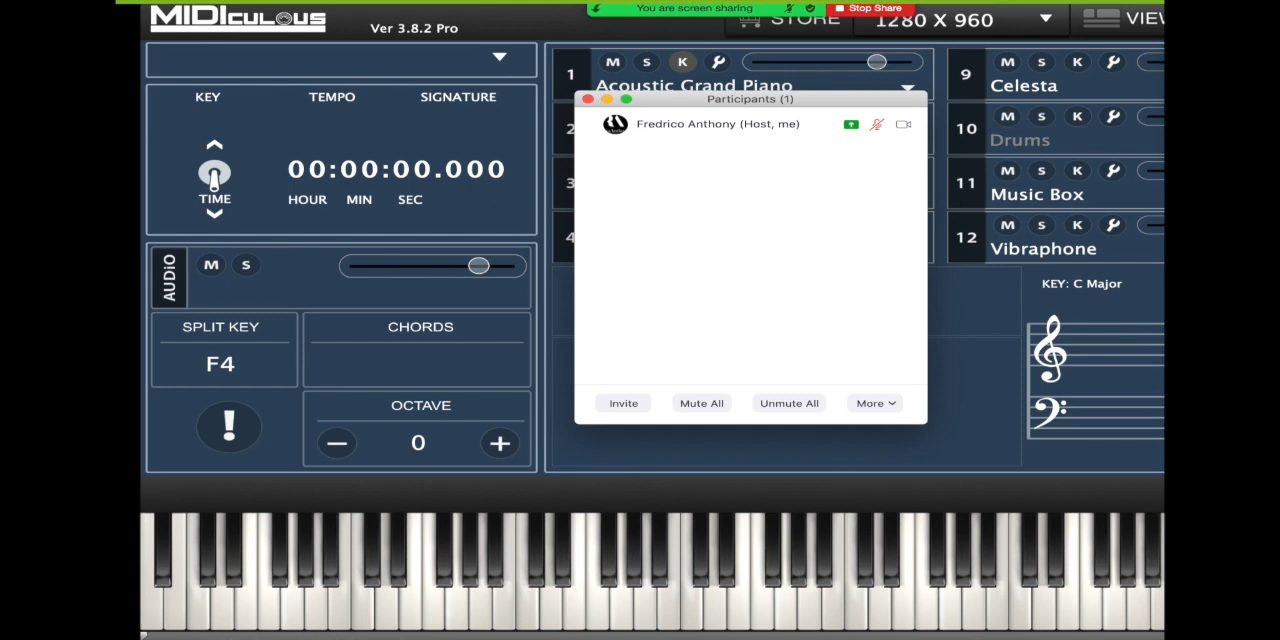 MIDIculous
Ver 3.8.2 Pro
You are screen sharing
Stop Share
STORE
1280 X 960
VIEW
KEY
TEMPO
SIGNATURE
TIME
00:00:00.000
HOUR
MIN
SEC
AUDiO
M
S
SPLIT KEY
F4
CHORDS
!
OCTAVE
0
1
M
S
K
Acoustic Grand Piano
2
3
4
Participants (1)
Fredrico Anthony (Host, me)
Invite
Mute All
Unmute All
More
9
M
S
K
Celesta
10
M
S
K
Drums
11
M
S
K
Music Box
12
M
S
K
Vibraphone
KEY: C Major